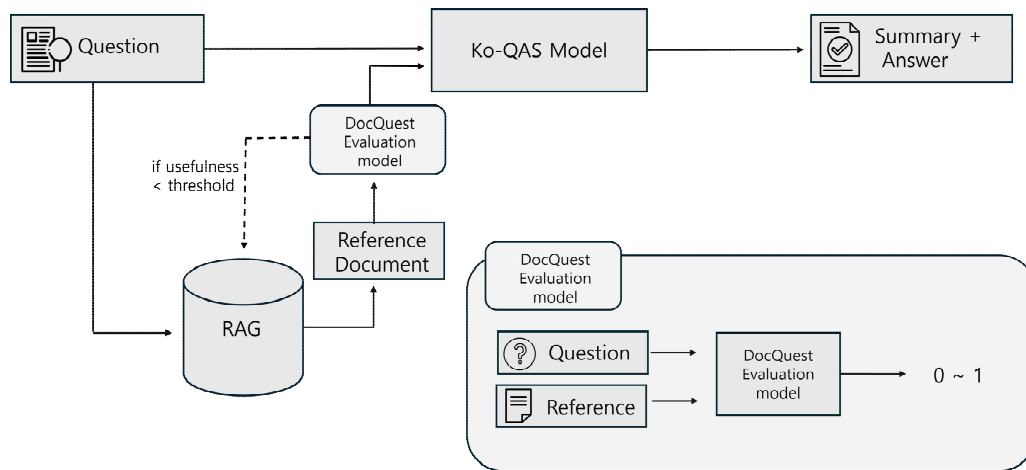 Question
Ko-QAS Model
Summary +
Answer
DocQuest
Evaluation
model
if usefulness
< threshold
Reference
Document
RAG
DocQuest
Evaluation
model
Question
Reference
DocQuest
Evaluation
model
0 ~ 1